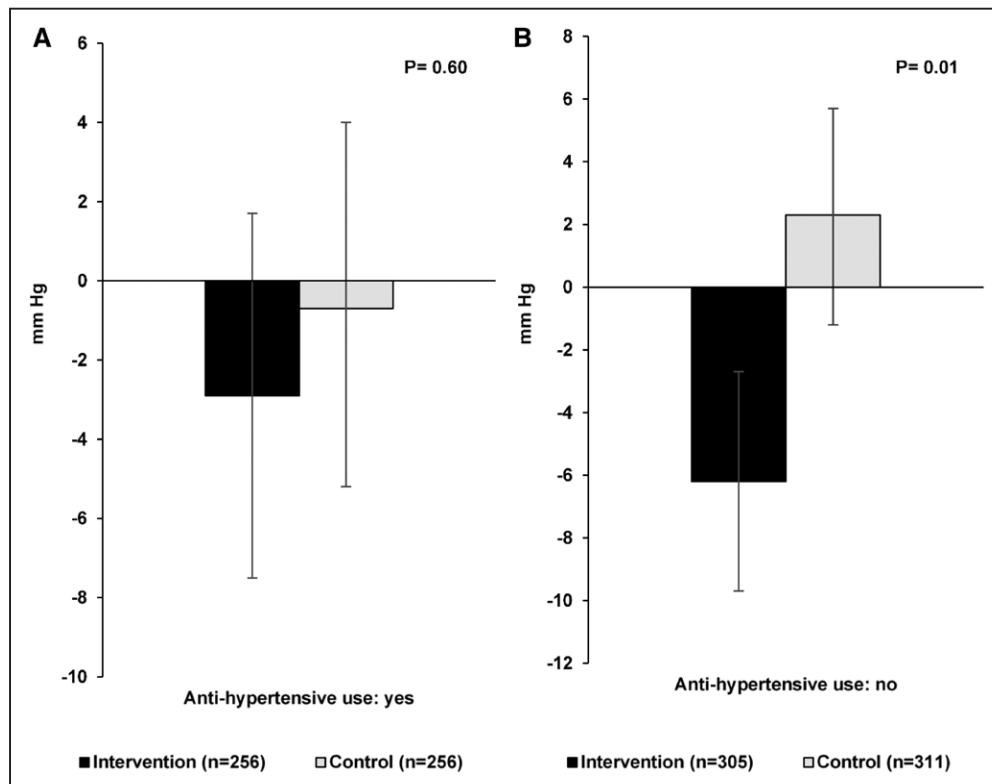 A
P= 0.60
6
4
2
0
-2
-4
-6
-8
-10
mm Hg
Anti-hypertensive use: yes
Intervention (n=256) Control (n=256)
B
P= 0.01
8
6
4
2
0
-2
-4
-6
-8
-10
-12
mm Hg
Anti-hypertensive use: no
Intervention (n=305) Control (n=311)